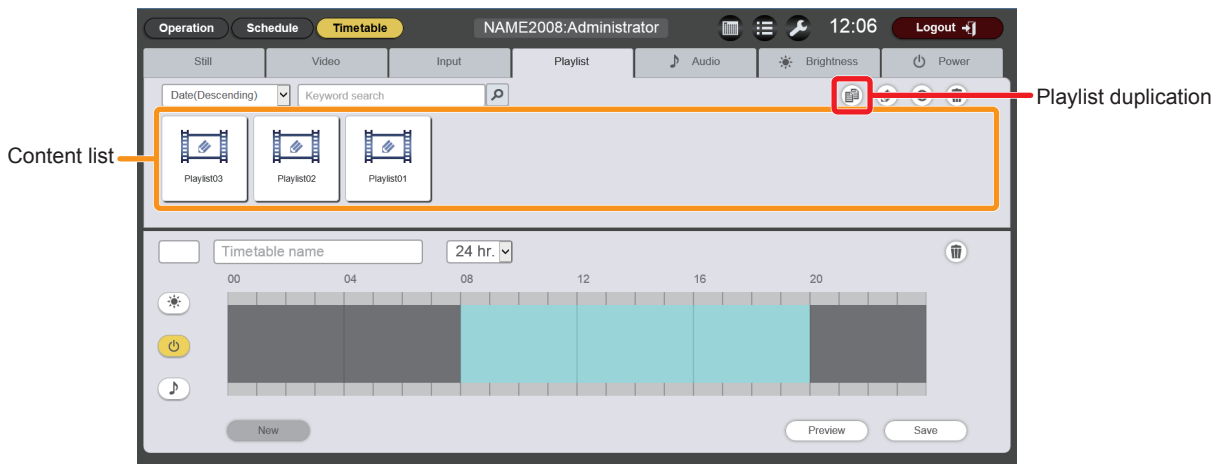 Operation Schedule Timetable NAME2008:Administrator 12:06 Logout
Still Video Input Playlist Audio Brightness Power
Date(Descending) Keyword search
Playlist duplication
Content list
Playlist03 Playlist02 Playlist01
Timetable name 24 hr.
00 04 08 12 16 20
New Preview Save